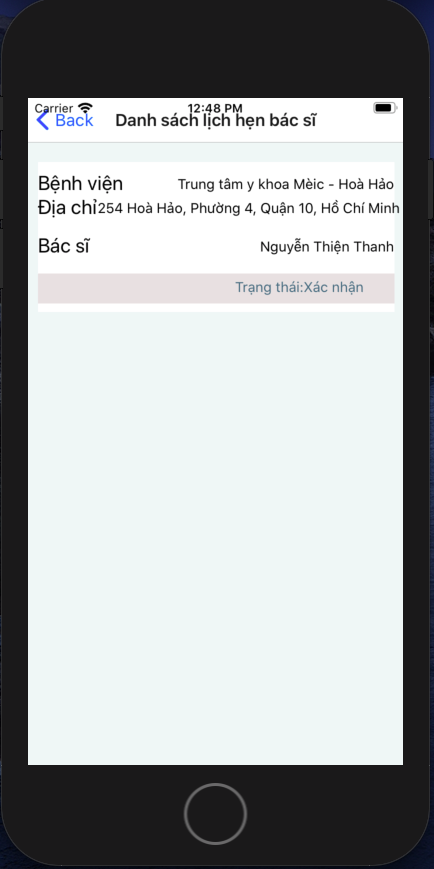 Carrier 12:48 PM
Back Danh sách lịch hẹn bác sĩ
Bệnh viện Trung tâm y khoa Mèic - Hoà Hảo
Địa chỉ 254 Hoà Hảo, Phường 4, Quận 10, Hồ Chí Minh
Bác sĩ Nguyễn Thiện Thanh
Trạng thái:Xác nhận